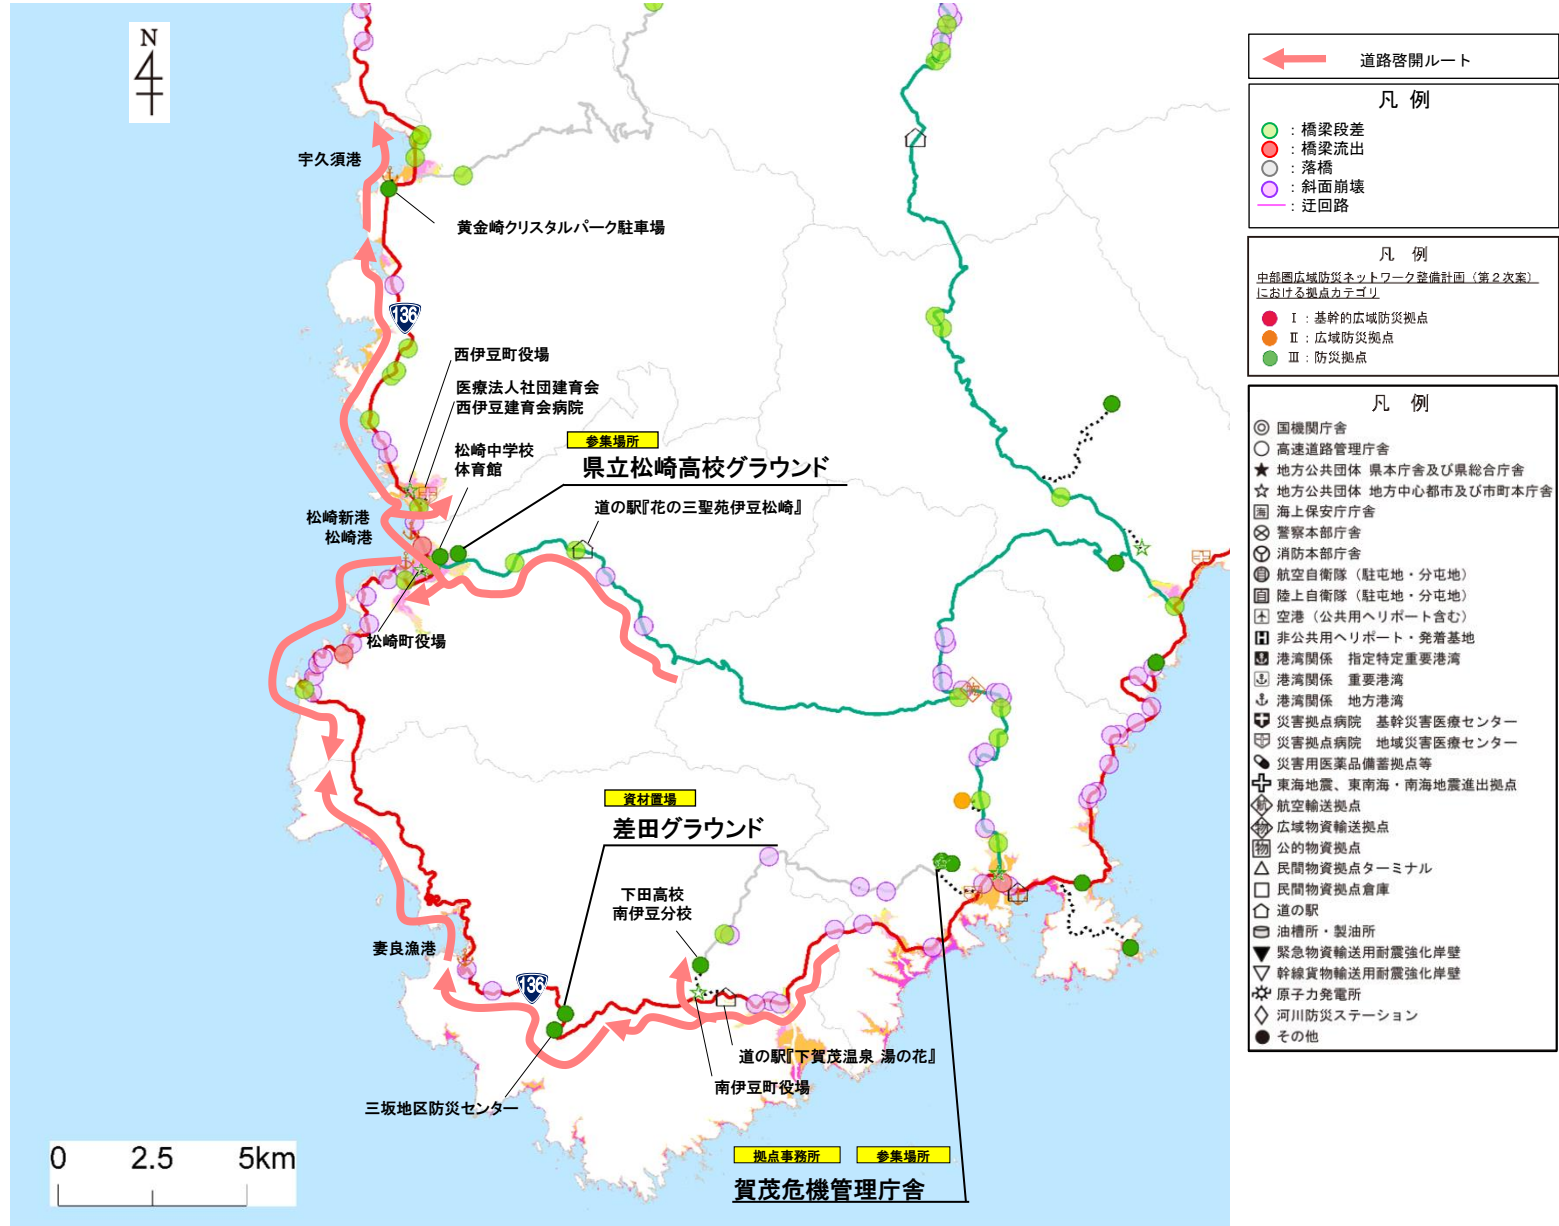 N
宇久須港
黄金崎クリスタルパーク駐車場
136
西伊豆町役場
医療法人社団建育会
西伊豆建育会病院
松崎中学校
体育館
参集場所
県立松崎高校グラウンド
道の駅『花の三聖苑伊豆松崎』
松崎新港
松崎港
松崎町役場
資材置場
差田グラウンド
下田高校
南伊豆分校
妻良漁港
136
道の駅『下賀茂温泉 湯の花』
南伊豆町役場
三坂地区防災センター
拠点事務所
参集場所
賀茂危機管理庁舎
0 2.5 5km
道路啓開ルート
凡 例
：橋梁段差
：橋梁流出
：落橋
：斜面崩壊
：迂回路
凡 例
中部圏広域防災ネットワーク整備計画（第２次案）
における拠点カテゴリ
Ⅰ：基幹的広域防災拠点
Ⅱ：広域防災拠点
Ⅲ：防災拠点
凡 例
国機関庁舎
高速道路管理庁舎
地方公共団体 県本庁舎及び県総合庁舎
地方公共団体 地方中心都市及び市町本庁舎
海 海上保安庁庁舎
警察本部庁舎
消防本部庁舎
航空自衛隊（駐屯地・分屯地）
陸上自衛隊（駐屯地・分屯地）
空港（公共用ヘリポート含む）
H 非公共用ヘリポート・発着基地
港湾関係 指定特定重要港湾
港湾関係 重要港湾
港湾関係 地方港湾
災害拠点病院 基幹災害医療センター
災害拠点病院 地域災害医療センター
災害用医薬品備蓄拠点等
東海地震、東南海・南海地震進出拠点
航 航空輸送拠点
物 広域物資輸送拠点
物 公的物資拠点
民間物資拠点ターミナル
民間物資拠点倉庫
道の駅
油槽所・製油所
緊急物資輸送用耐震強化岸壁
幹線貨物輸送用耐震強化岸壁
原子力発電所
河川防災ステーション
その他